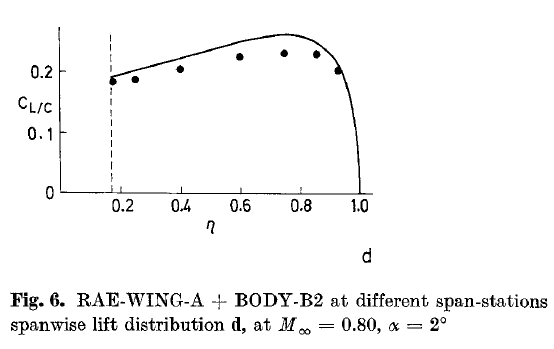 0.2
C_L/C
0.1
0
0.2 0.4 0.6 0.8 1.0
η
d
Fig. 6. RAE-WING-A + BODY-B2 at different span-stations
spanwise lift distribution d, at M∞ = 0.80, α = 2°